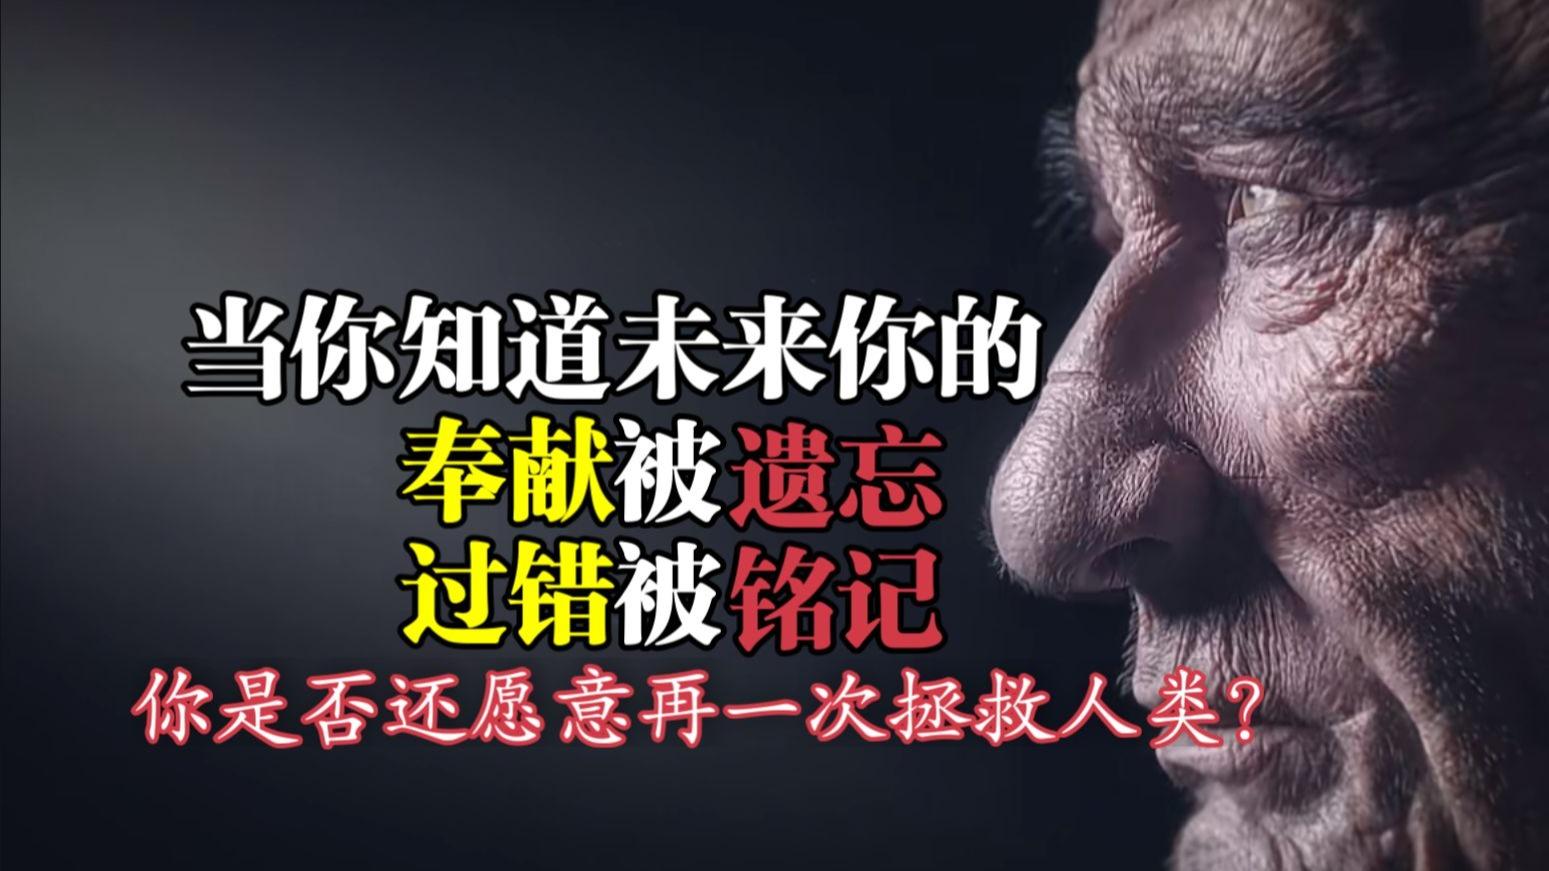 当你知道未来你的
奉献被遗忘
过错被铭记
你是否还愿意再一次拯救人类？